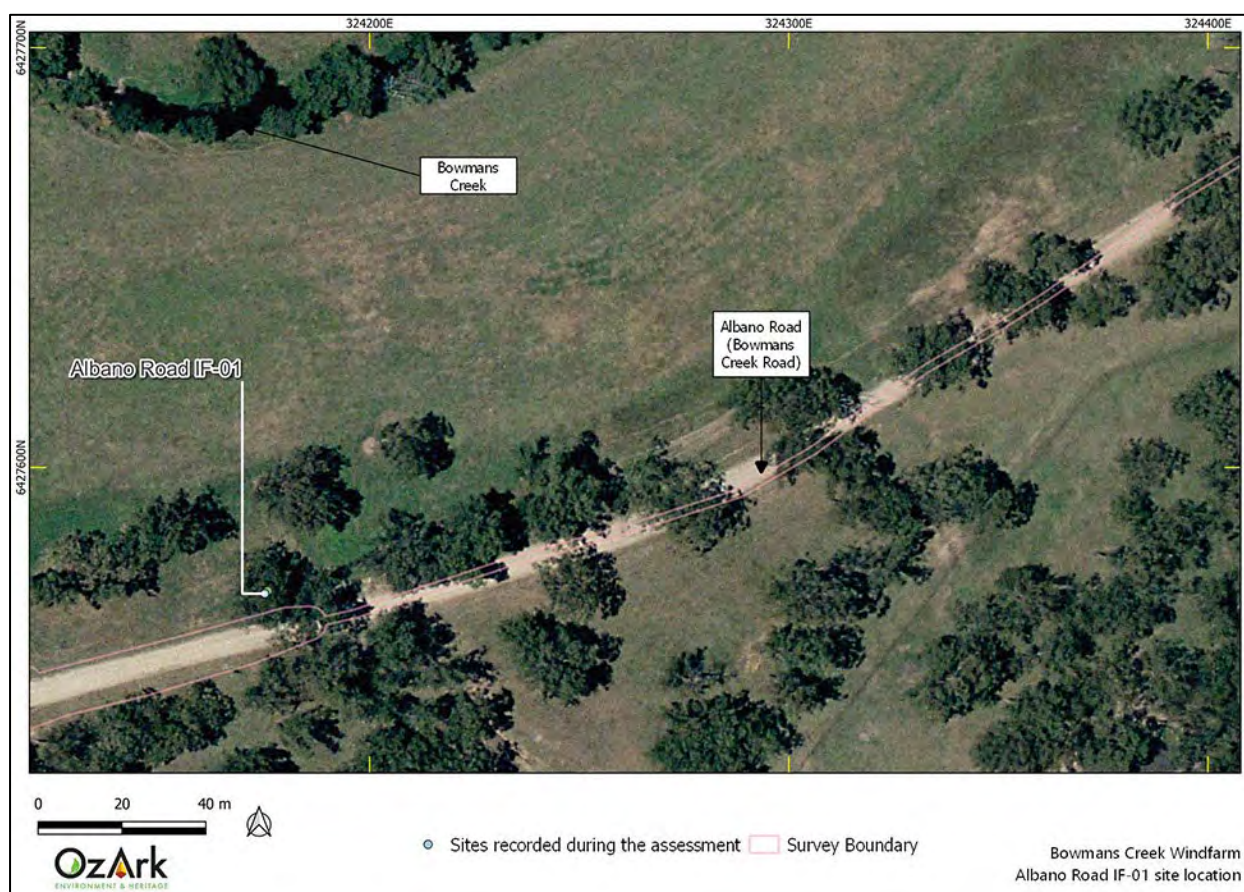 324200E
324300E
324400E
6427700N
Bowmans
Creek
Albano Road
(Bowmans
Creek Road)
Albano Road IF-01
6427600N
0 20 40 m
Sites recorded during the assessment
Survey Boundary
OzArk
ENVIRONMENT & HERITAGE
Bowmans Creek Windfarm
Albano Road IF-01 site location